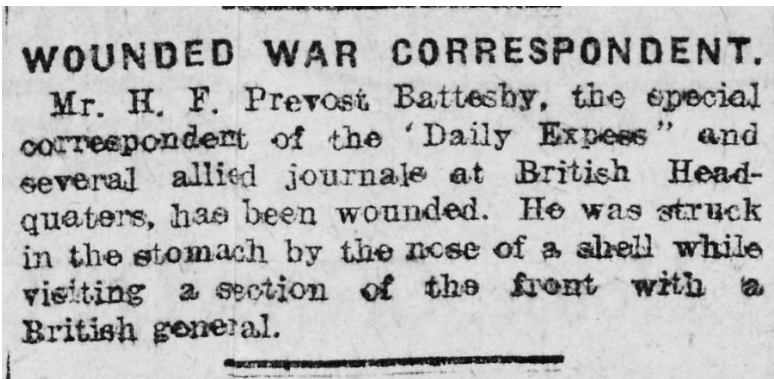 WOUNDED WAR CORRESPONDENT.
Mr. H. F. Prevost Battesby, the special
correspondent of the 'Daily Expess" and
several allied journals at British Head-
quaters, has been wounded. He was struck
in the stomach by the nose of a shell while
visiting a section of the front with a
British general.